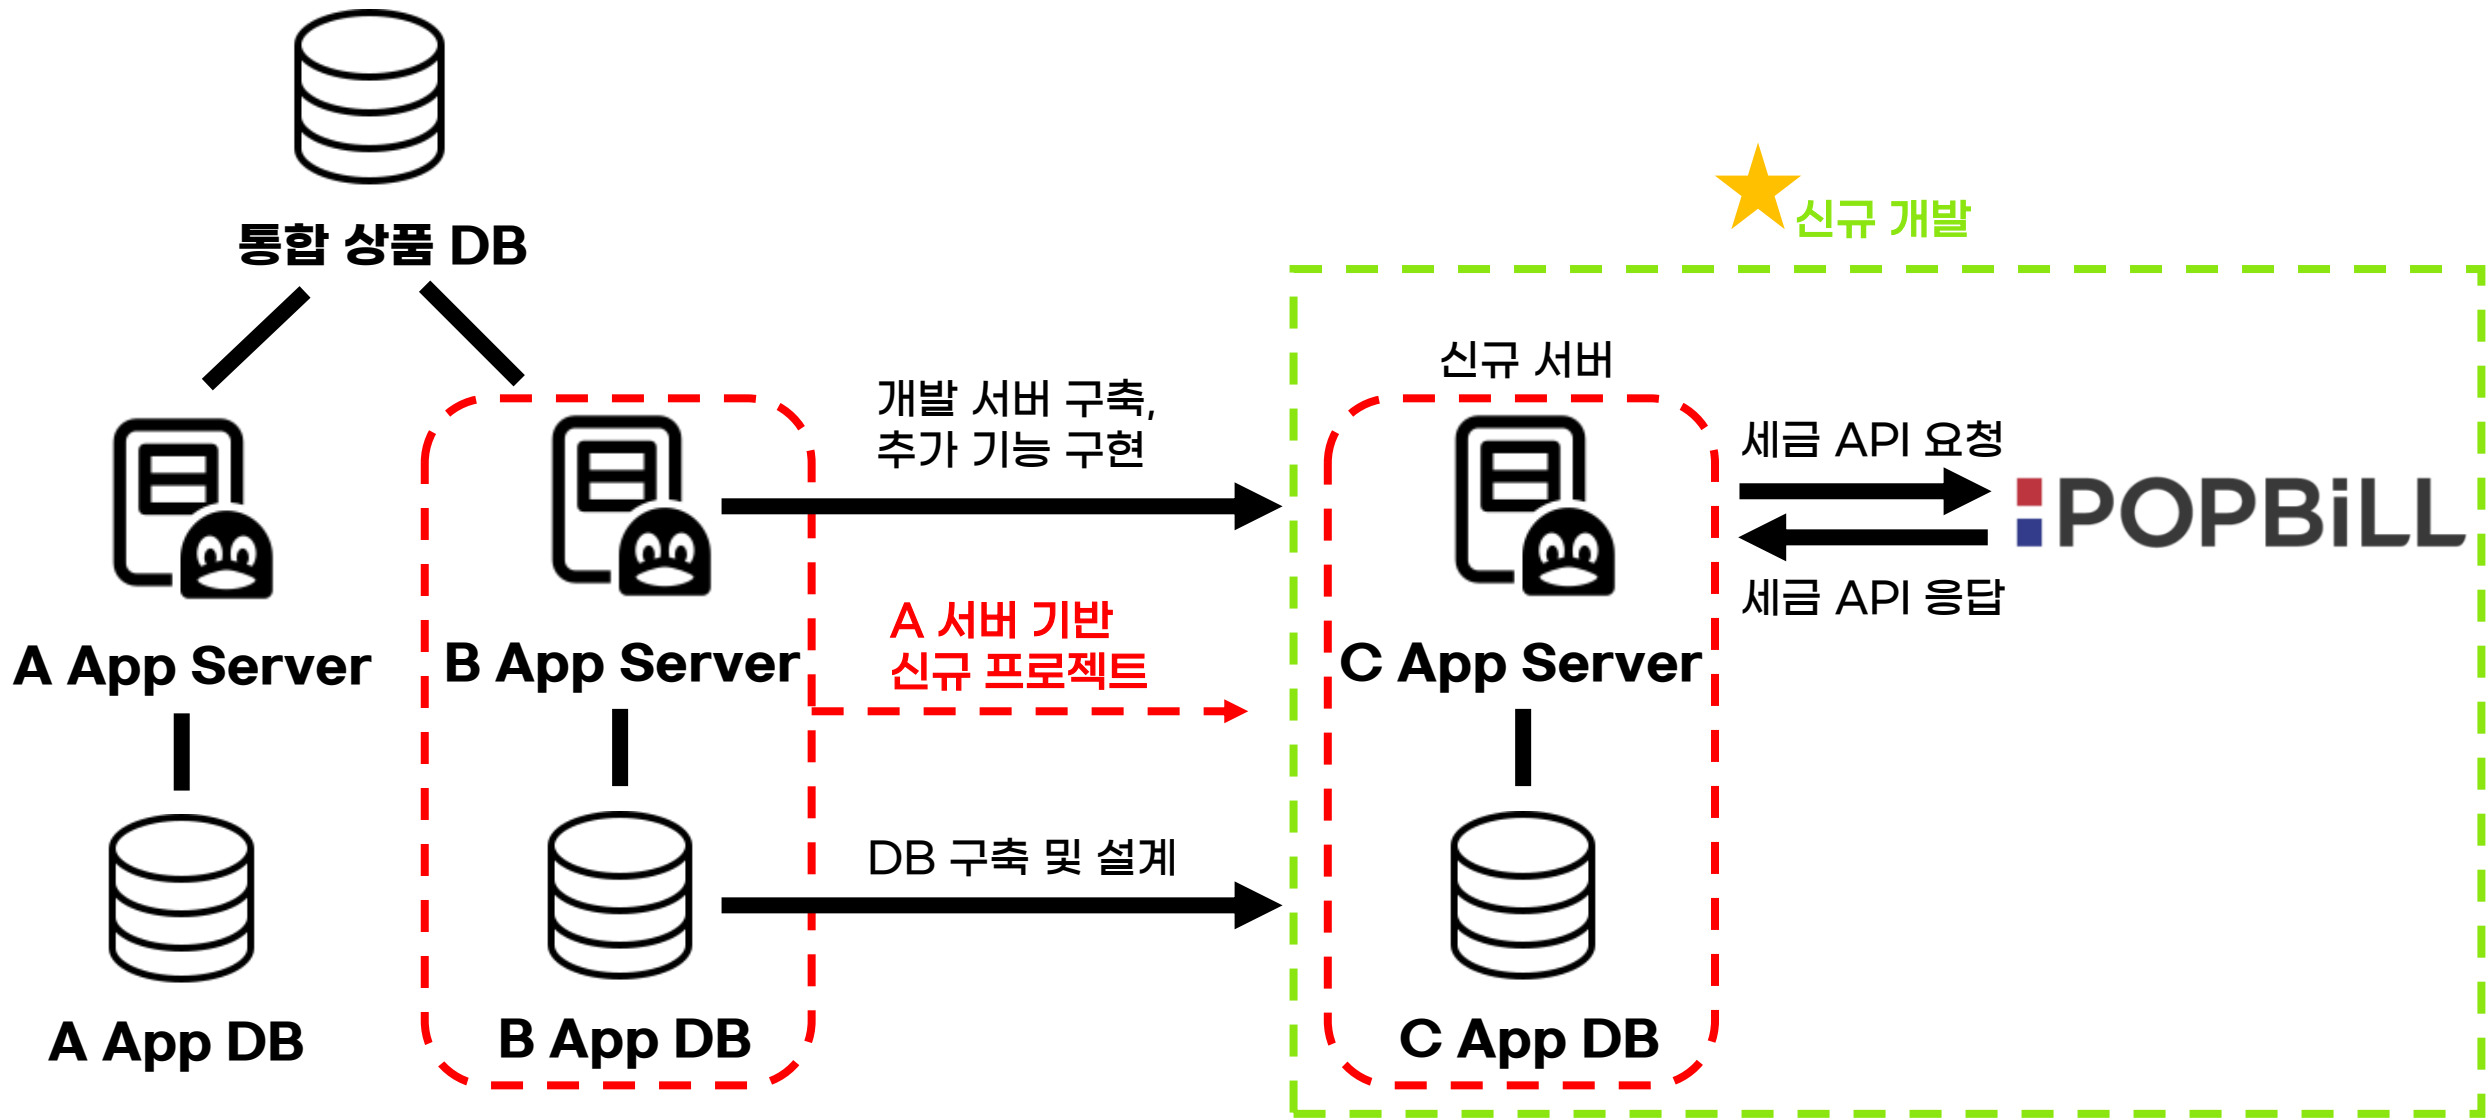 통합 상품 DB
신규 개발
신규 서버
개발 서버 구축,
추가 기능 구현
세금 API 요청
POPBiLL
세금 API 응답
A 서버 기반
신규 프로젝트
A App Server
B App Server
C App Server
DB 구축 및 설계
A App DB
B App DB
C App DB